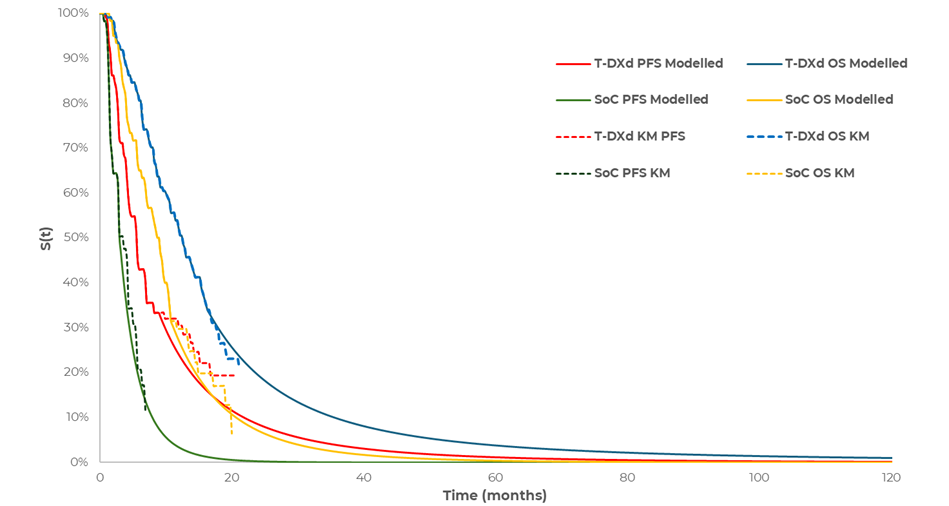 100%
90%
80%
70%
60%
50%
40%
30%
20%
10%
0%
S(t)
T-DXd PFS Modelled
T-DXd OS Modelled
SoC PFS Modelled
SoC OS Modelled
T-DXd KM PFS
T-DXd OS KM
SoC PFS KM
SoC OS KM
0 20 40 60 80 100 120
Time (months)